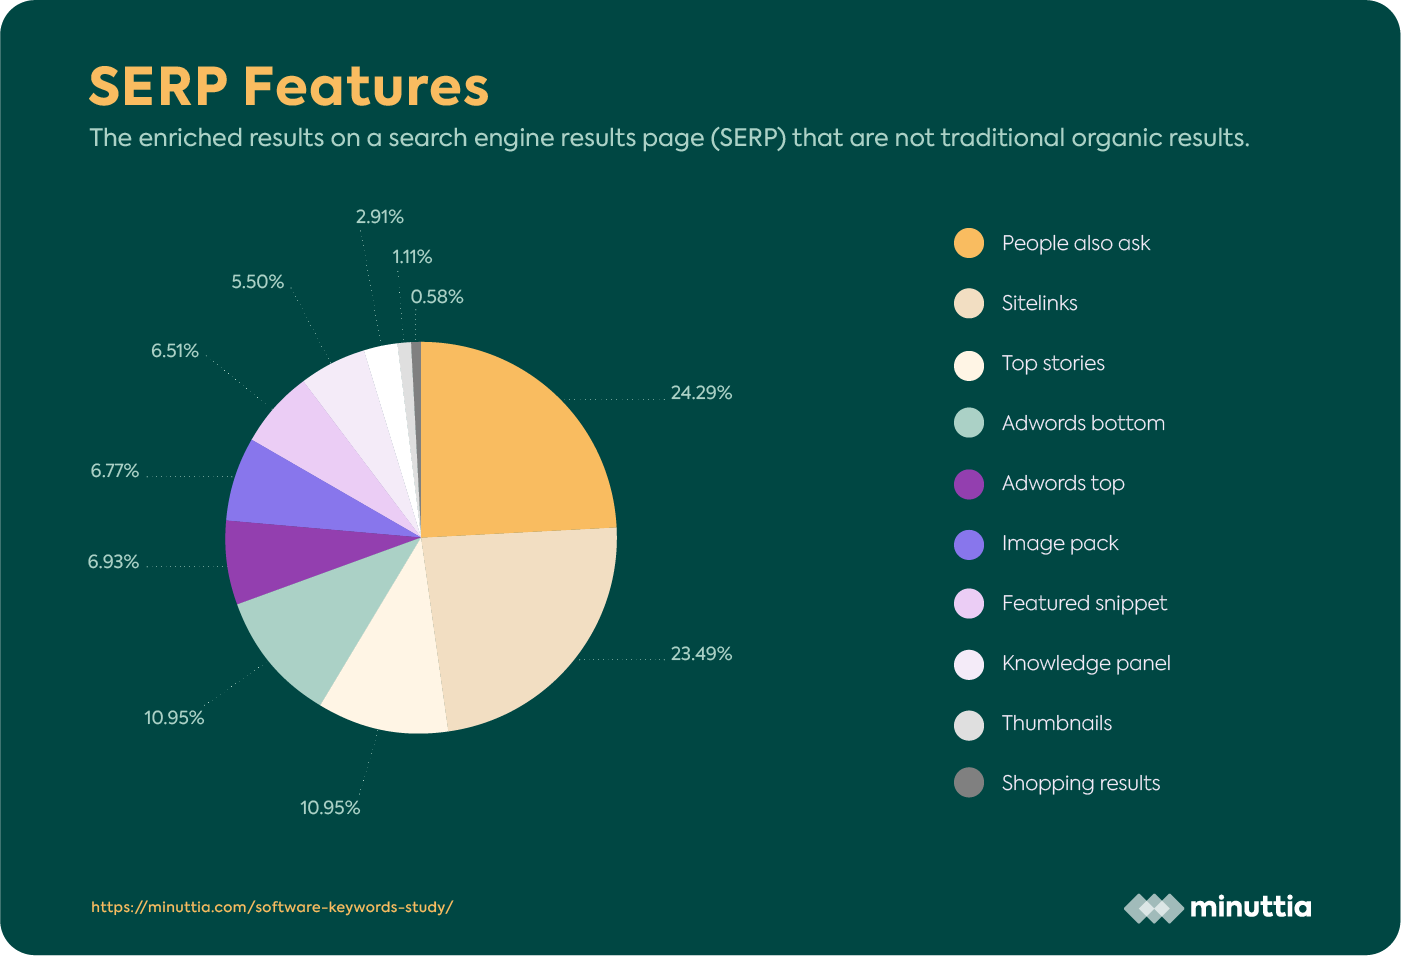 SERP Features
The enriched results on a search engine results page (SERP) that are not traditional organic results.
2.91%
1.11%
0.58%
5.50%
6.51%
6.77%
6.93%
10.95%
10.95%
24.29%
23.49%
People also ask
Sitelinks
Top stories
Adwords bottom
Adwords top
Image pack
Featured snippet
Knowledge panel
Thumbnails
Shopping results
https://minuttia.com/software-keywords-study/
minuttia